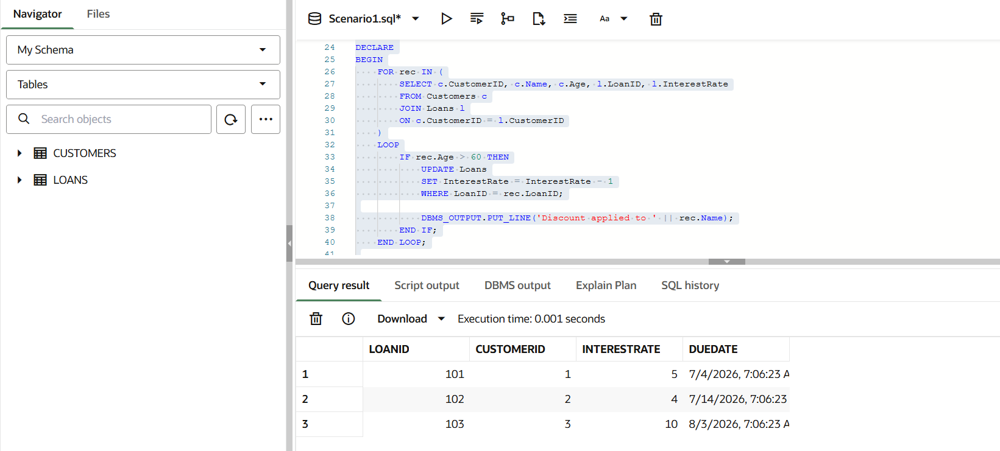 Navigator Files
My Schema
Tables
Search objects
CUSTOMERS
LOANS
Scenario1.sql* Aa
24 DECLARE
25 BEGIN
26 FOR rec IN (
27 SELECT c.CustomerID, c.Name, c.Age, l.LoanID, l.InterestRate
28 FROM Customers c
29 JOIN Loans l
30 ON c.CustomerID = l.CustomerID
31 )
32 LOOP
33 IF rec.Age > 60 THEN
34 UPDATE Loans
35 SET InterestRate = InterestRate - 1
36 WHERE LoanID = rec.LoanID;
37
38 DBMS_OUTPUT.PUT_LINE('Discount applied to ' || rec.Name);
39 END IF;
40 END LOOP;
41
Query result Script output DBMS output Explain Plan SQL history
Download Execution time: 0.001 seconds
LOANID CUSTOMERID INTERESTRATE DUEDATE
1 101 1 5 7/4/2026, 7:06:23 A
2 102 2 4 7/14/2026, 7:06:23
3 103 3 10 8/3/2026, 7:06:23 A